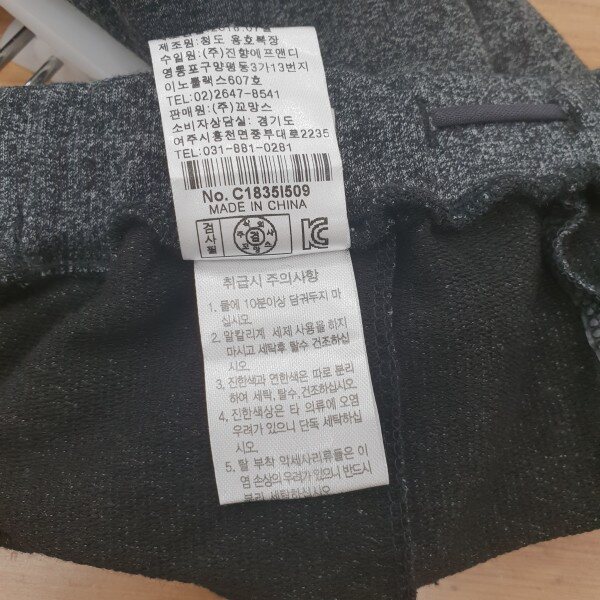 제조원: 청도 용호복장
수입원: (주)진향에프앤디
영등포구양평동3가13번지
이노플렉스607호
TEL:02)2647-8541
판매원: (주)꼬망스
소비자상담실: 경기도
여주시흥천면중부대로2235
TEL:031-881-0281
No. C1835I509
MADE IN CHINA
검사필
검
취급시 주의사항
1. 물에 10분이상 담궈두지 마
십시오.
2. 알칼리계 세제 사용을 하지
마시고 세탁후 탈수 건조하십
시오.
3. 진한색과 연한색은 따로 분리
하여 세탁, 탈수, 건조하십시오.
4. 진한색상은 타 의류에 오염
우려가 있으니 단독 세탁하십
시오.
5. 탈 부착 악세사리류들은 이
염 손상의우려가 있으니 반드시
분리 세탁하십시오